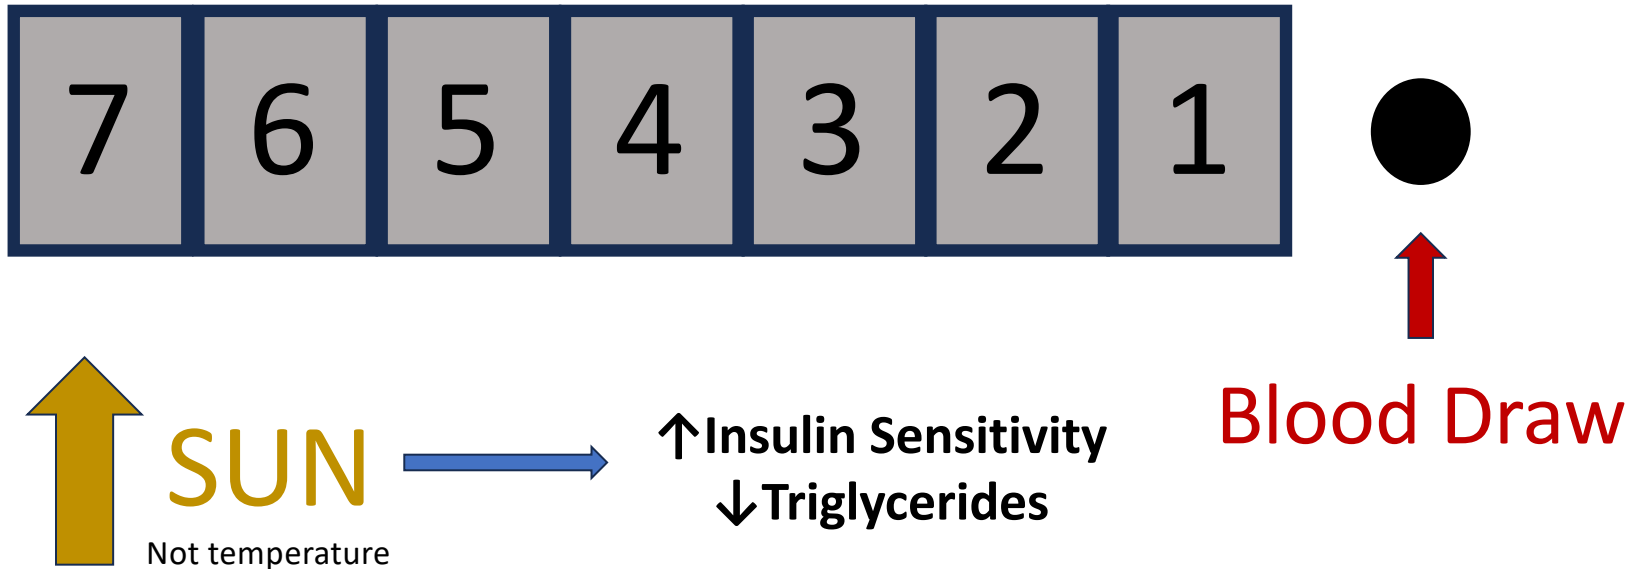 7 6 5 4 3 2 1
Blood Draw
SUN
Not temperature
↑Insulin Sensitivity
↓Triglycerides